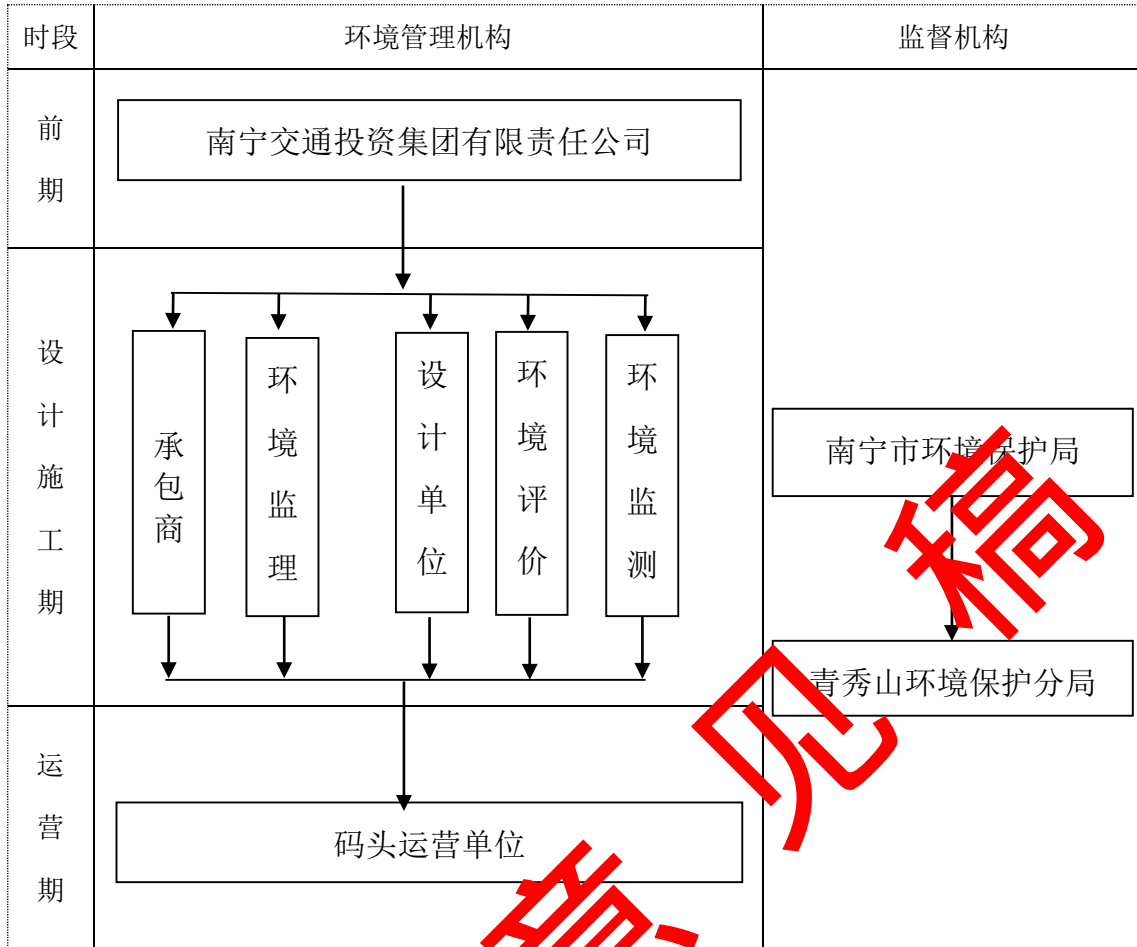 时段 环境管理机构 监督机构
前期
南宁交通投资集团有限责任公司
设计施工期
承包商
环境监理
设计单位
环境评价
环境监测
南宁市环境保护局
青秀山环境保护分局
运营期
码头运营单位
意见稿